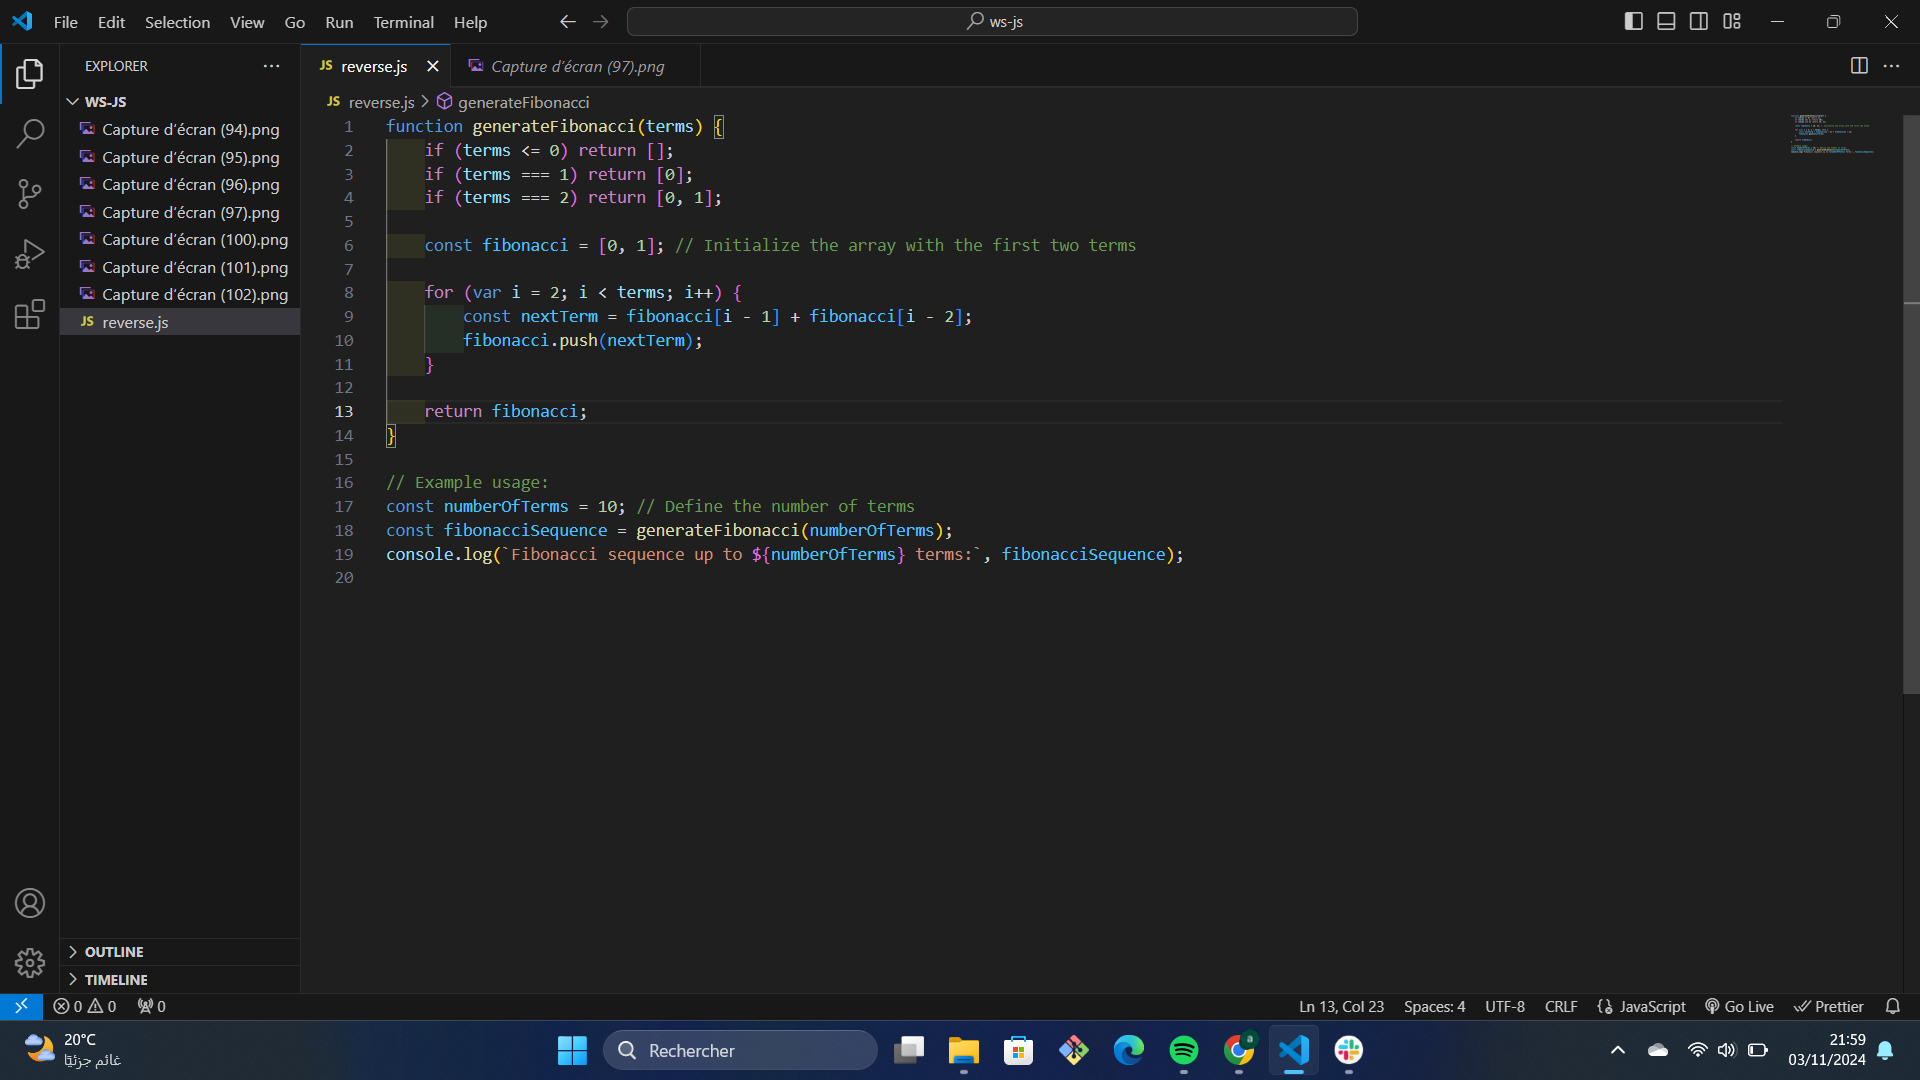 File Edit Selection View Go Run Terminal Help
ws-js
EXPLORER
WS-JS
Capture d’écran (94).png
Capture d’écran (95).png
Capture d’écran (96).png
Capture d’écran (97).png
Capture d’écran (100).png
Capture d’écran (101).png
Capture d’écran (102).png
JS reverse.js
OUTLINE
TIMELINE
JS reverse.js
Capture d’écran (97).png
JS reverse.js > generateFibonacci
1 function generateFibonacci(terms) {
2     if (terms <= 0) return [];
3     if (terms === 1) return [0];
4     if (terms === 2) return [0, 1];
5
6     const fibonacci = [0, 1]; // Initialize the array with the first two terms
7
8     for (var i = 2; i < terms; i++) {
9         const nextTerm = fibonacci[i - 1] + fibonacci[i - 2];
10         fibonacci.push(nextTerm);
11     }
12
13     return fibonacci;
14 }
15
16 // Example usage:
17 const numberOfTerms = 10; // Define the number of terms
18 const fibonacciSequence = generateFibonacci(numberOfTerms);
19 console.log(`Fibonacci sequence up to ${numberOfTerms} terms:`, fibonacciSequence);
20
0 0 0
Ln 13, Col 23 Spaces: 4 UTF-8 CRLF {} JavaScript Go Live Prettier
20°C
غائم جزئيًا
Rechercher
a
21:59
03/11/2024